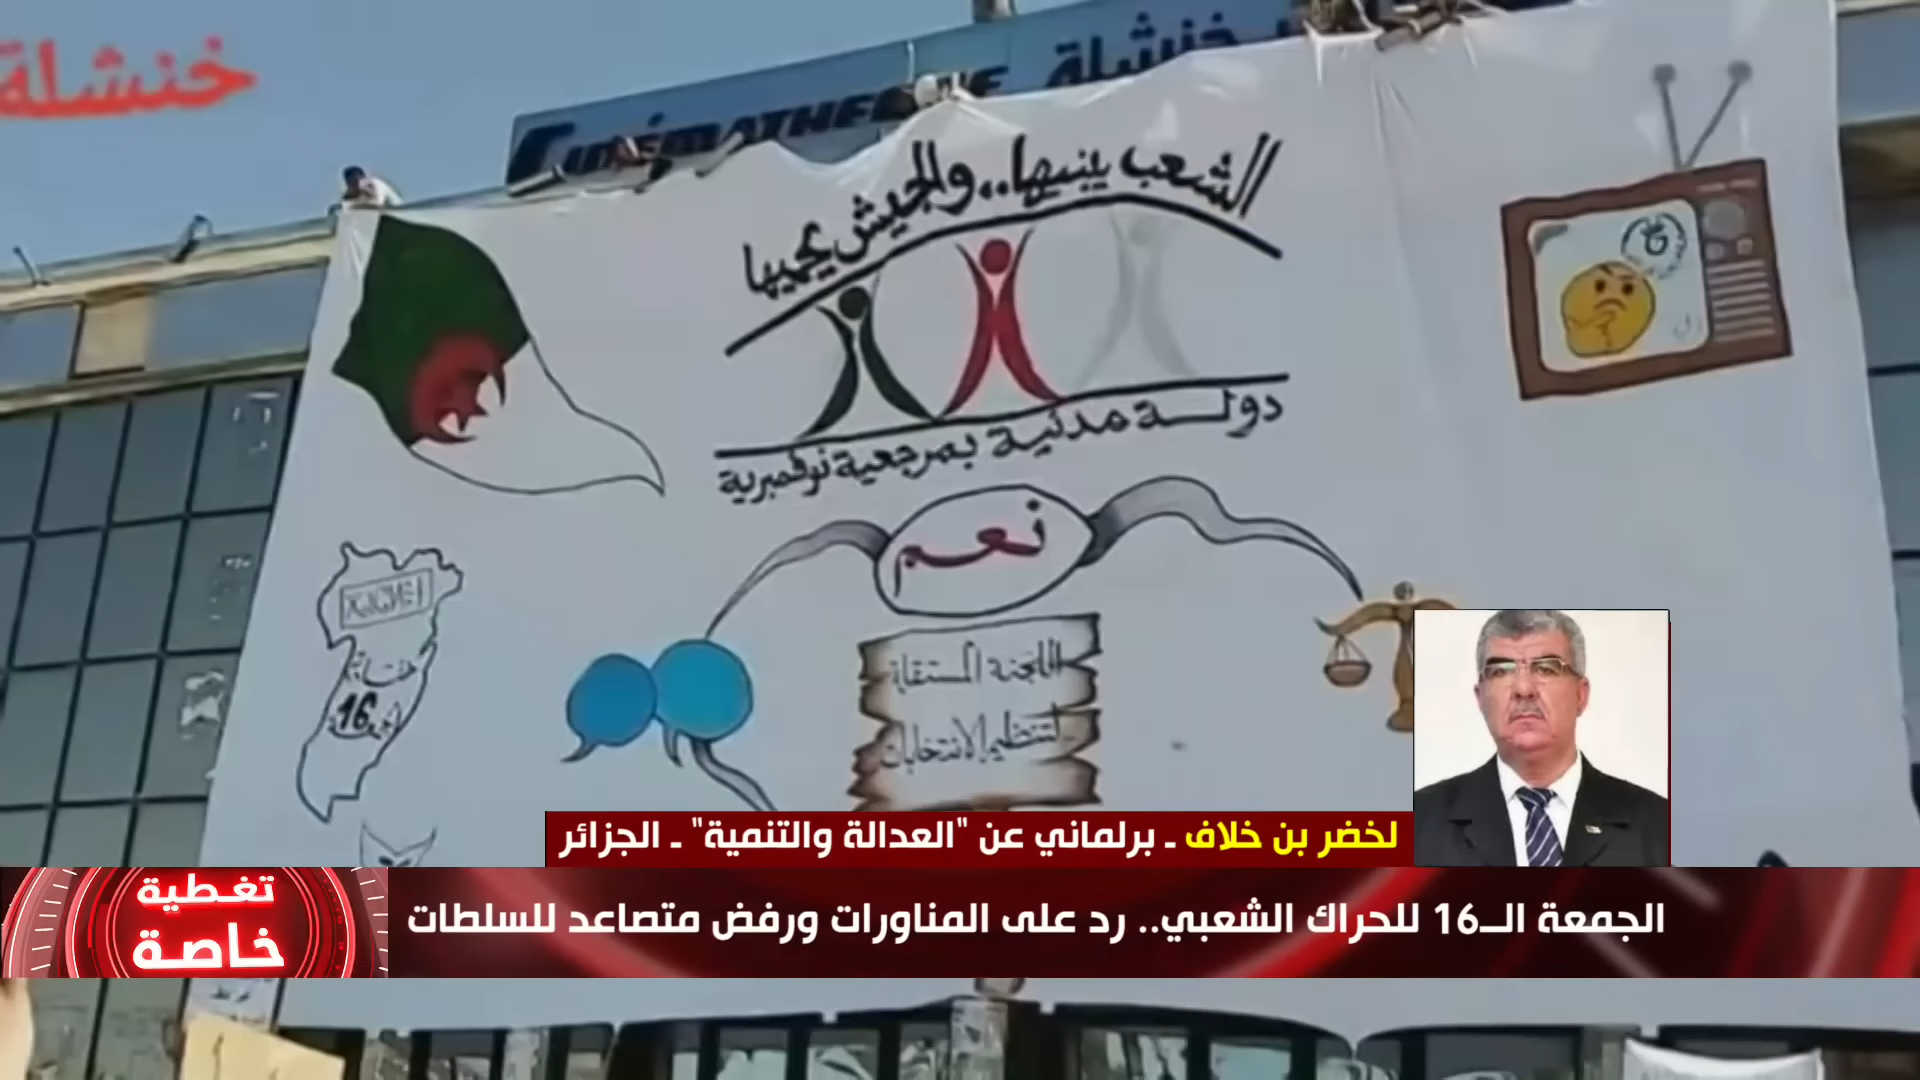 خنشلة
خنشلة
CINÉMATHEQUE
الشعب يبنيها..والجيش يحميها
دولة مدنية بمرجعية نوفمبرية
نعم
اللجنة المستقلة
لتنظيم الانتخابات
16
لخضر بن خلاف ـ برلماني عن "العدالة والتنمية" ـ الجزائر
تغطية
خاصة
الجمعة الـ16 للحراك الشعبي.. رد على المناورات ورفض متصاعد للسلطات